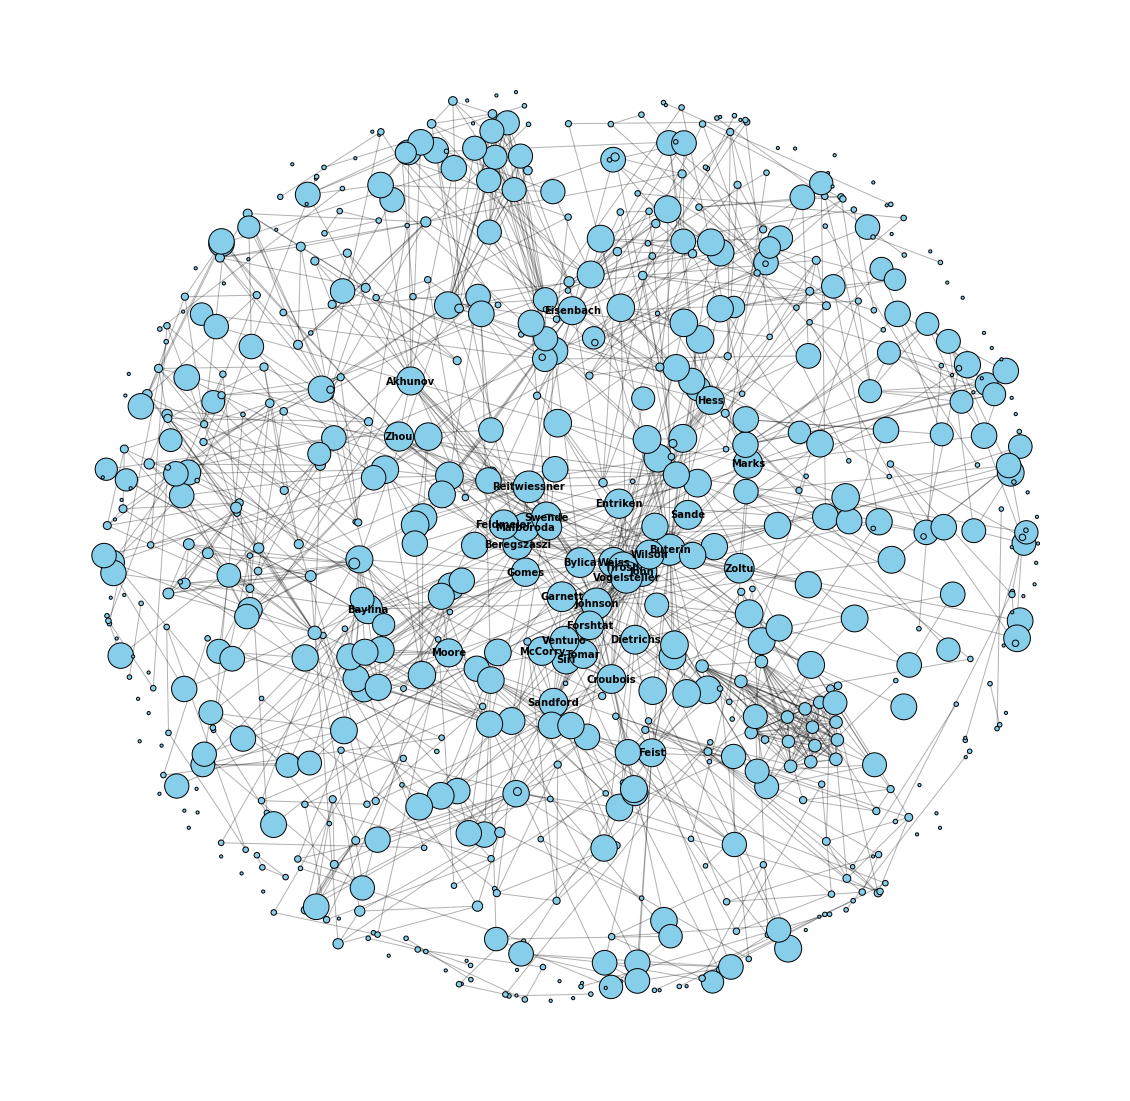 Eisenbach
Akhunov
Hess
Zhou
Marks
Reitwiessner
Entriken
Sande
Swende
Feldmeier
Maiboroda
Beregszaszi
Buterin
Wilson
Bylica
Weiss
Zoltu
Gomes
John
Vogelsteller
Garnett
Johnson
Baylina
Forshtat
Dietrichs
Venturo
McCorry
Moore
Tomar
Siri
Croubois
Sandford
Feist